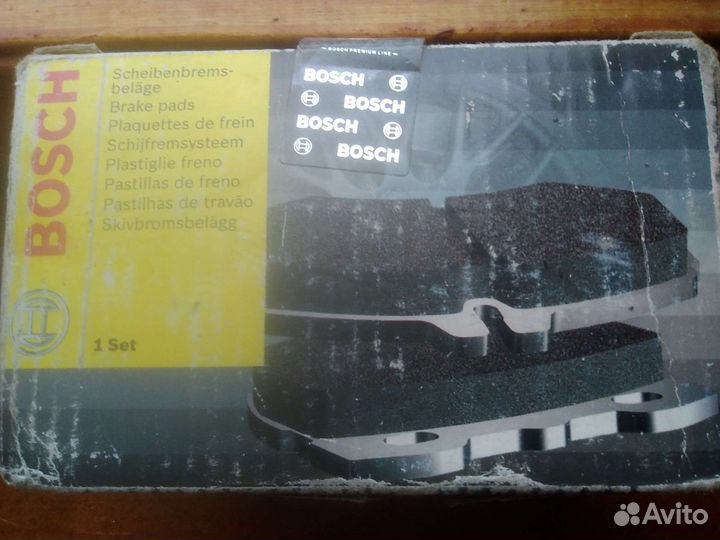 BOSCH
Scheibenbrems-
beläge
Brake pads
Plaquettes de frein
Schijfremsysteem
Plastiglie freno
Pastillas de freno
Pastilhas de travão
Skivbromsbelägg
1 Set
BOSCH PREMIUM LINE
BOSCH
BOSCH
BOSCH
BOSCH
Avito